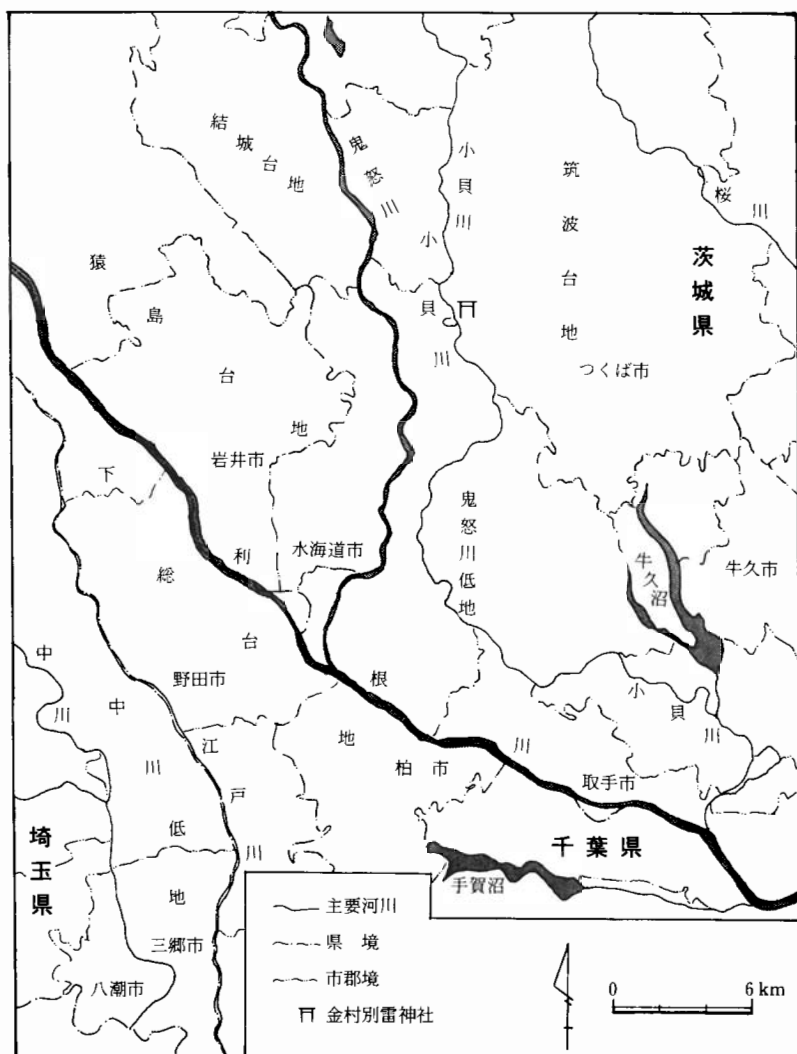 結城台地
鬼怒川
小貝川
筑波台地
桜川
茨城県
猿島台地
小貝川
つくば市
岩井市
下総台地
利根川
水海道市
鬼怒川低地
牛久沼
牛久市
野田市
中川
中川低地
江戸川
柏市
小貝川
取手市
埼玉県
千葉県
手賀沼
三郷市
八潮市
主要河川
県境
市郡境
金村別雷神社
0 6 km